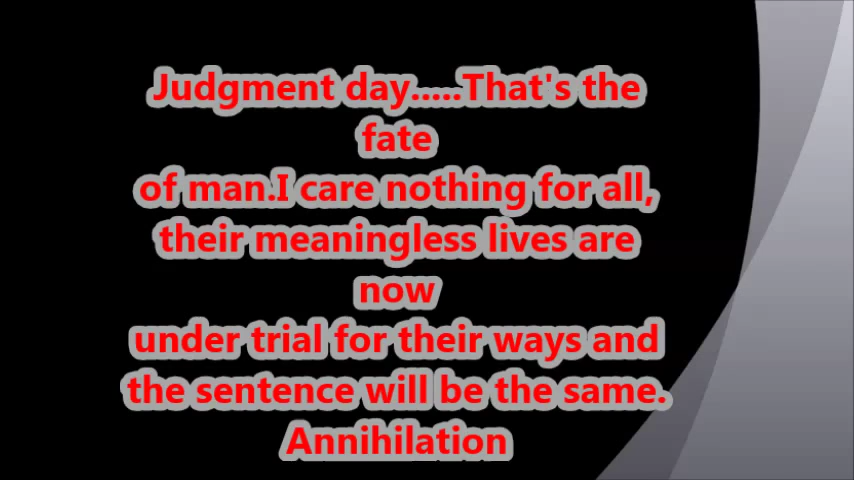 Judgment day.....That's the
fate
of man.I care nothing for all,
their meaningless lives are
now
under trial for their ways and
the sentence will be the same.
Annihilation